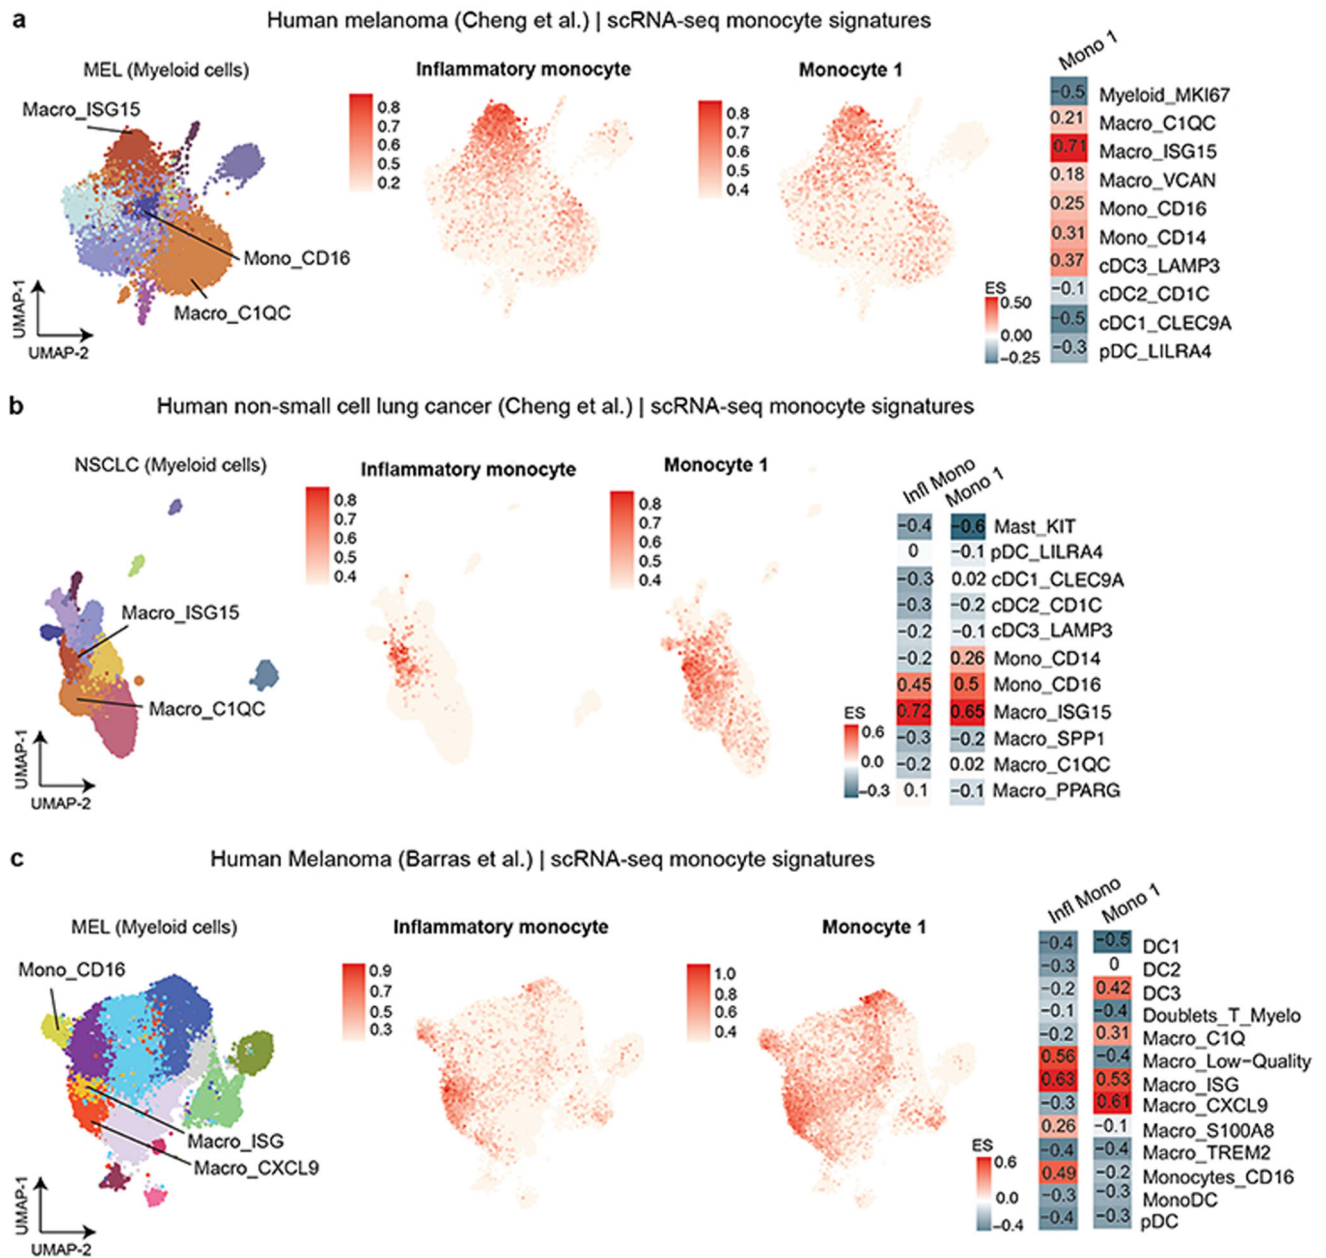 a
Human melanoma (Cheng et al.) | scRNA-seq monocyte signatures
MEL (Myeloid cells)
Macro_ISG15
Mono_CD16
Macro_C1QC
UMAP-1
UMAP-2
Inflammatory monocyte
0.8
0.6
0.5
0.2
Monocyte 1
0.8
0.7
0.6
0.4
ES
0.50
0.00
−0.25
Mono 1
−0.5 Myeloid_MKI67
0.21 Macro_C1QC
0.71 Macro_ISG15
0.18 Macro_VCAN
0.25 Mono_CD16
0.31 Mono_CD14
0.37 cDC3_LAMP3
−0.1 cDC2_CD1C
−0.5 cDC1_CLEC9A
−0.3 pDC_LILRA4
b
Human non-small cell lung cancer (Cheng et al.) | scRNA-seq monocyte signatures
NSCLC (Myeloid cells)
Macro_ISG15
Macro_C1QC
UMAP-1
UMAP-2
Inflammatory monocyte
0.8
0.7
0.6
0.4
Monocyte 1
0.8
0.7
0.6
0.4
ES
0.6
0.0
−0.3
Infl Mono Mono 1
−0.4 −0.6 Mast_KIT
0 −0.1 pDC_LILRA4
−0.3 0.02 cDC1_CLEC9A
−0.3 −0.2 cDC2_CD1C
−0.2 −0.1 cDC3_LAMP3
−0.2 0.26 Mono_CD14
0.45 0.5 Mono_CD16
0.72 0.65 Macro_ISG15
−0.3 −0.2 Macro_SPP1
−0.2 0.02 Macro_C1QC
0.1 −0.1 Macro_PPARG
c
Human Melanoma (Barras et al.) | scRNA-seq monocyte signatures
MEL (Myeloid cells)
Mono_CD16
Macro_ISG
Macro_CXCL9
UMAP-1
UMAP-2
Inflammatory monocyte
0.9
0.7
0.5
0.3
Monocyte 1
1.0
0.8
0.6
0.4
ES
0.6
0.0
−0.4
Infl Mono Mono 1
−0.4 −0.5 DC1
−0.3 0 DC2
−0.2 0.42 DC3
−0.1 −0.4 Doublets_T_Myelo
−0.2 0.31 Macro_C1Q
0.56 −0.4 Macro_Low−Quality
0.63 0.53 Macro_ISG
−0.3 0.61 Macro_CXCL9
0.26 −0.1 Macro_S100A8
−0.4 −0.4 Macro_TREM2
0.49 −0.2 Monocytes_CD16
−0.3 −0.3 MonoDC
−0.4 −0.3 pDC